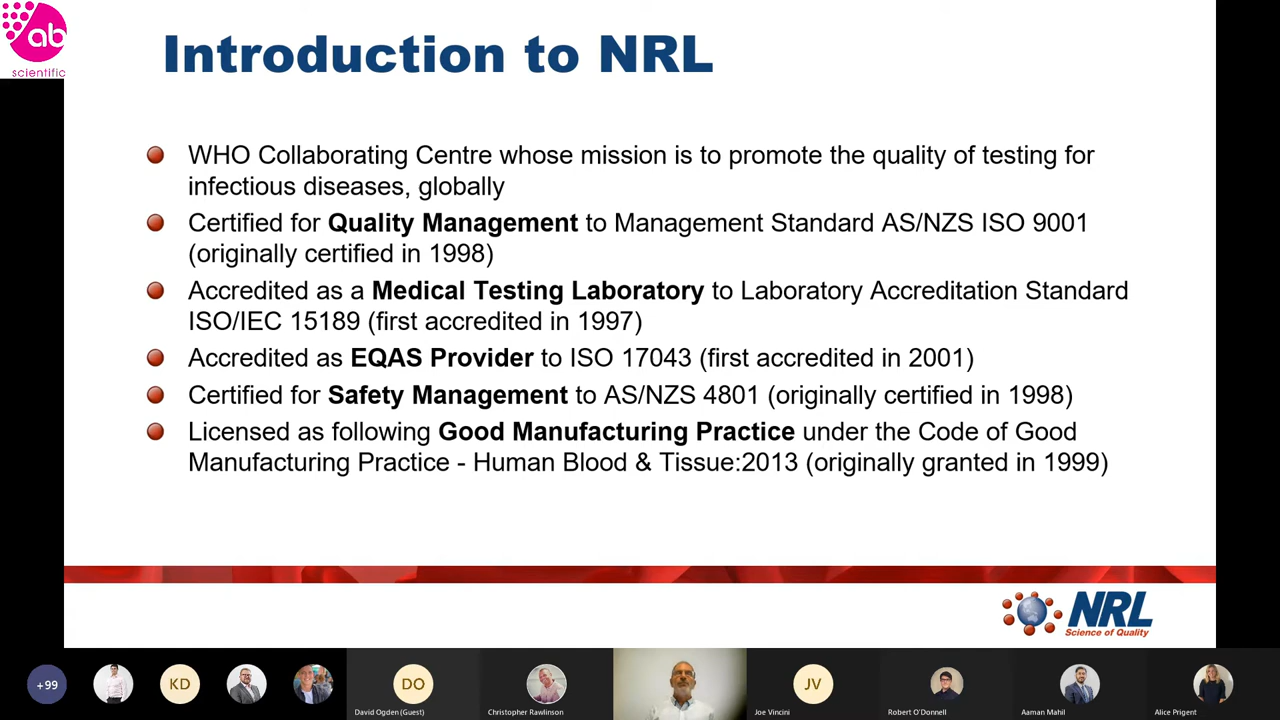 ab
scientific
Introduction to NRL
WHO Collaborating Centre whose mission is to promote the quality of testing for
infectious diseases, globally
Certified for Quality Management to Management Standard AS/NZS ISO 9001
(originally certified in 1998)
Accredited as a Medical Testing Laboratory to Laboratory Accreditation Standard
ISO/IEC 15189 (first accredited in 1997)
Accredited as EQAS Provider to ISO 17043 (first accredited in 2001)
Certified for Safety Management to AS/NZS 4801 (originally certified in 1998)
Licensed as following Good Manufacturing Practice under the Code of Good
Manufacturing Practice - Human Blood & Tissue:2013 (originally granted in 1999)
NRL
Science of Quality
+99
KD
DO
JV
David Ogden (Guest)
Christopher Rawlinson
Joe Vincini
Robert O'Donnell
Aaman Mahil
Alice Prigent